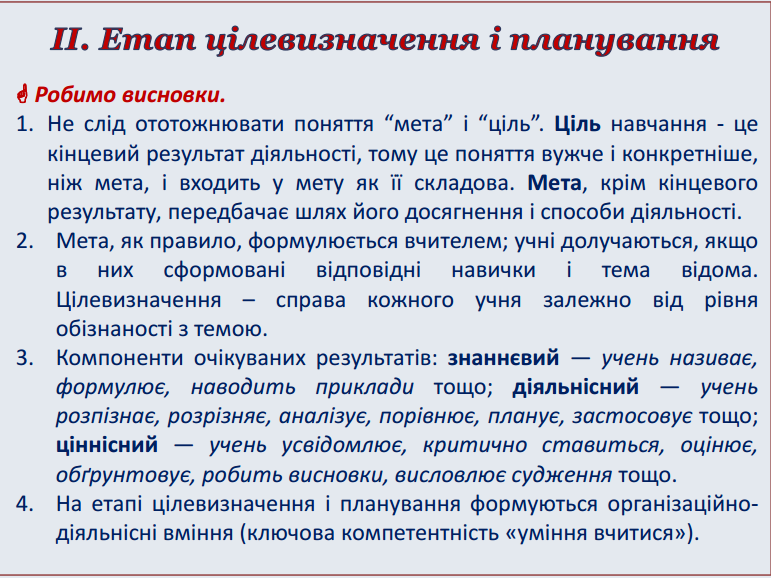 ІІ. Етап цілевизначення і планування
☝ Робимо висновки.
1. Не слід ототожнювати поняття “мета” і “ціль”. Ціль навчання - це
кінцевий результат діяльності, тому це поняття вужче і конкретніше,
ніж мета, і входить у мету як її складова. Мета, крім кінцевого
результату, передбачає шлях його досягнення і способи діяльності.
2. Мета, як правило, формулюється вчителем; учні долучаються, якщо
в них сформовані відповідні навички і тема відома.
Цілевизначення – справа кожного учня залежно від рівня
обізнаності з темою.
3. Компоненти очікуваних результатів: знаннєвий — учень називає,
формулює, наводить приклади тощо; діяльнісний — учень
розпізнає, розрізняє, аналізує, порівнює, планує, застосовує тощо;
ціннісний — учень усвідомлює, критично ставиться, оцінює,
обґрунтовує, робить висновки, висловлює судження тощо.
4. На етапі цілевизначення і планування формуються організаційно-
діяльнісні вміння (ключова компетентність «уміння вчитися»).